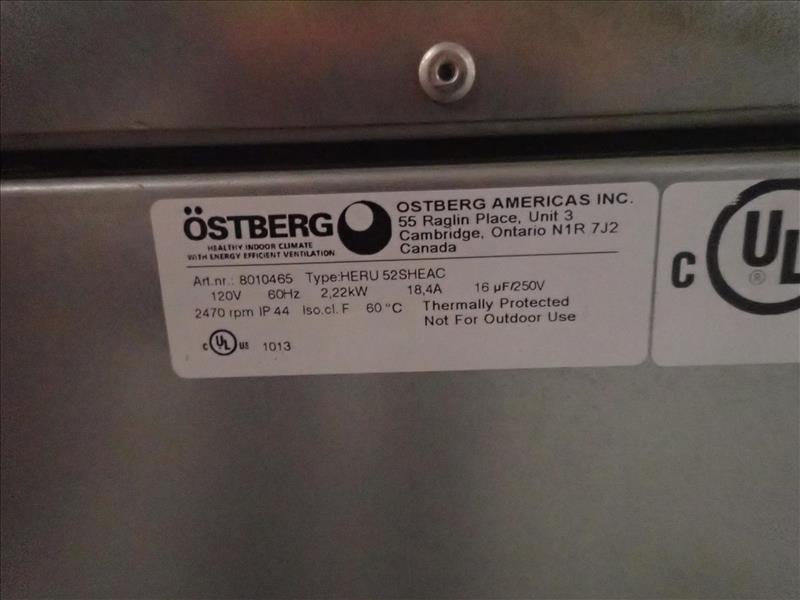 ÖSTBERG
HEALTHY INDOOR CLIMATE
WITH ENERGY EFFICIENT VENTILATION
OSTBERG AMERICAS INC.
55 Raglin Place, Unit 3
Cambridge, Ontario N1R 7J2
Canada
Art.nr.: 8010465 Type:HERU 52SHEAC
120V 60Hz 2,22kW 18,4A 16 µF/250V
2470 rpm IP 44 Iso.cl. F 60 °C Thermally Protected
Not For Outdoor Use
c UL us 1013
C UL ®